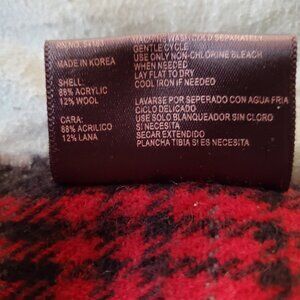 MADE IN KOREA
SHELL:
88% ACRYLIC
12% WOOL
CARA:
88% ACRILICO
12% LANA
MACHINE WASH COLD SEPARATELY
GENTLE CYCLE
USE ONLY NON-CHLORINE BLEACH
WHEN NEEDED
LAY FLAT TO DRY
COOL IRON IF NEEDED
LAVARSE POR SEPERADO CON AGUA FRIA
CICLO DELICADO
USE SOLO BLANQUEADOR SIN CLORO
SI NECESITA
SECAR EXTENDIDO
PLANCHA TIBIA SI ES NECESITA